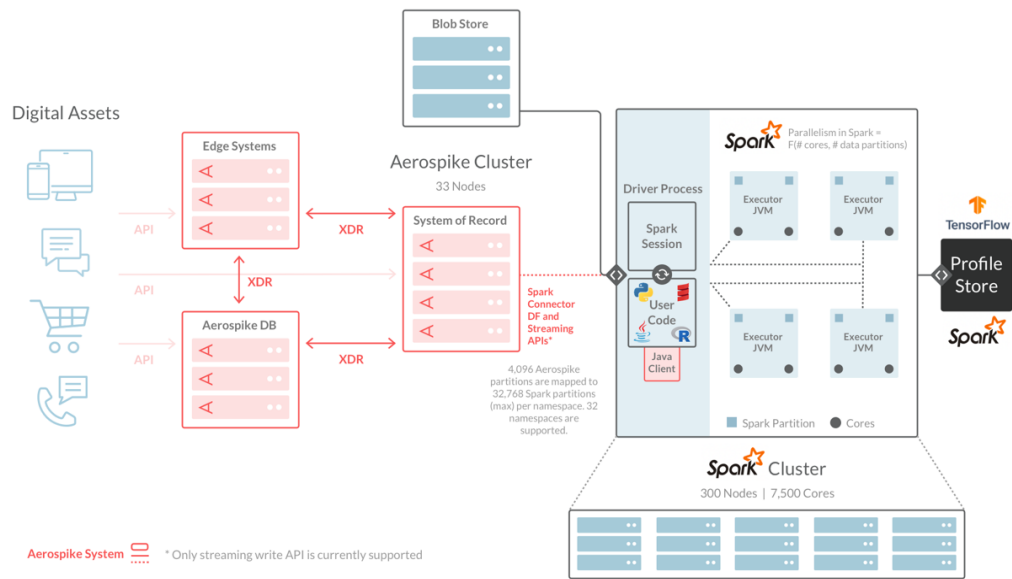 Blob Store
Digital Assets
Edge Systems
API
XDR
Aerospike Cluster
33 Nodes
System of Record
API
XDR
API
Aerospike DB
XDR
Spark
Connector
DF and
Streaming
APIs*
4,096 Aerospike
partitions are mapped to
32,768 Spark partitions
(max) per namespace. 32
namespaces are
supported.
Driver Process
Spark
Session
User
Code
Java
Client
Spark
Parallelism in Spark =
F(# cores, # data partitions)
Executor
JVM
Executor
JVM
Executor
JVM
Executor
JVM
Spark Partition
Cores
TensorFlow
Profile
Store
Spark
Spark Cluster
300 Nodes | 7,500 Cores
Aerospike System
* Only streaming write API is currently supported